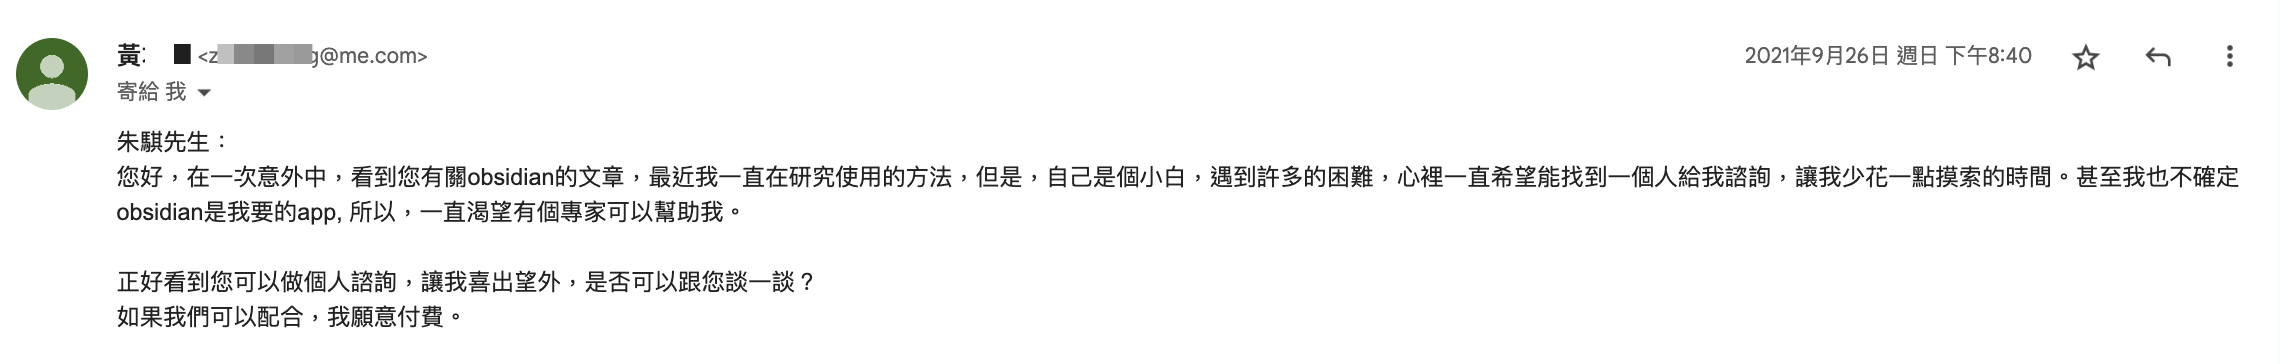 黃
<z g@me.com>
2021年9月26日 週日 下午8:40
寄給 我
朱騏先生：
您好，在一次意外中，看到您有關obsidian的文章，最近我一直在研究使用的方法，但是，自己是個小白，遇到許多的困難，心裡一直希望能找到一個人給我諮詢，讓我少花一點摸索的時間。甚至我也不確定
obsidian是我要的app, 所以，一直渴望有個專家可以幫助我。
正好看到您可以做個人諮詢，讓我喜出望外，是否可以跟您談一談？
如果我們可以配合，我願意付費。